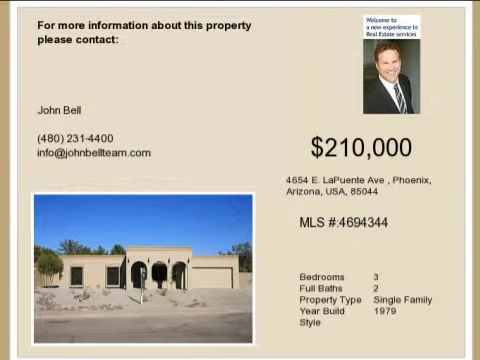 For more information about this property
please contact:
Welcome to
a new experience in
Real Estate services
John Bell
(480) 231-4400
info@johnbellteam.com
$210,000
4654 E. LaPuente Ave , Phoenix,
Arizona, USA, 85044
MLS #:4694344
Bedrooms 3
Full Baths 2
Property Type Single Family
Year Build 1979
Style